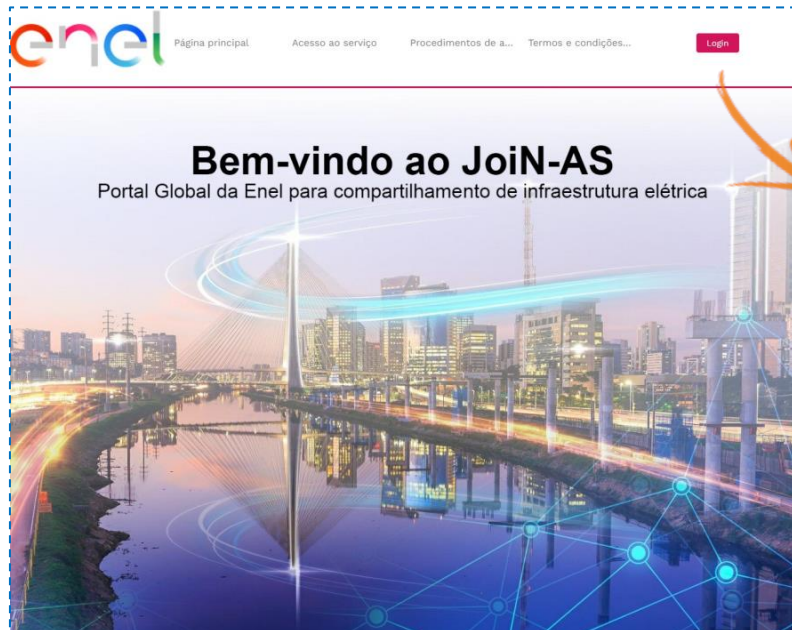 enel
Página principal Acesso ao serviço Procedimentos de a... Termos e condições... Login
Bem-vindo ao JoiN-AS
Portal Global da Enel para compartilhamento de infraestrutura elétrica